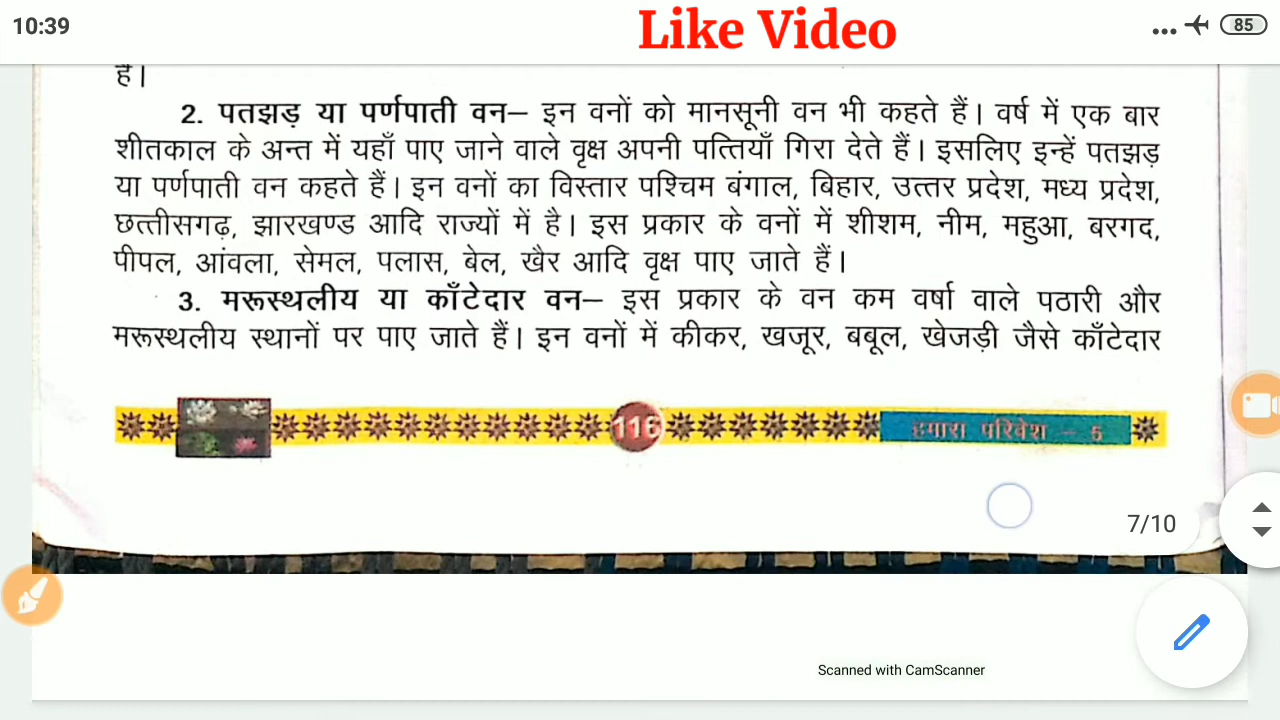 10:39
Like Video
85
हैं।
2. पतझड़ या पर्णपाती वन– इन वनों को मानसूनी वन भी कहते हैं। वर्ष में एक बार
शीतकाल के अन्त में यहाँ पाए जाने वाले वृक्ष अपनी पत्तियाँ गिरा देते हैं। इसलिए इन्हें पतझड़
या पर्णपाती वन कहते हैं। इन वनों का विस्तार पश्चिम बंगाल, बिहार, उत्तर प्रदेश, मध्य प्रदेश,
छत्तीसगढ़, झारखण्ड आदि राज्यों में है। इस प्रकार के वनों में शीशम, नीम, महुआ, बरगद,
पीपल, आंवला, सेमल, पलास, बेल, खैर आदि वृक्ष पाए जाते हैं।
3. मरूस्थलीय या काँटेदार वन– इस प्रकार के वन कम वर्षा वाले पठारी और
मरूस्थलीय स्थानों पर पाए जाते हैं। इन वनों में कीकर, खजूर, बबूल, खेजड़ी जैसे काँटेदार
116
हमारा परिवेश – 5
7/10
Scanned with CamScanner